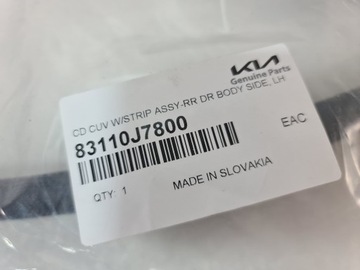 KIA
Genuine Parts
CD CUV W/STRIP ASSY-RR DR BODY SIDE, LH
83110J7800
EAC
QTY: 1
MADE IN SLOVAKIA